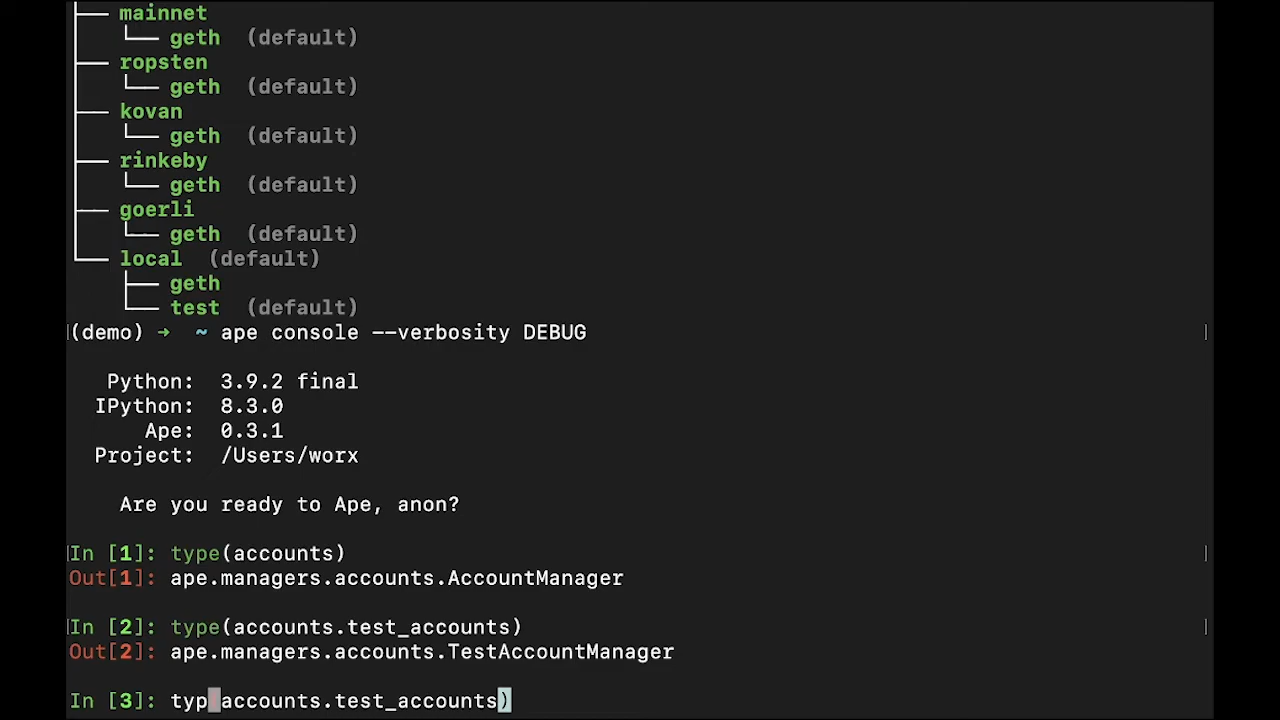 mainnet
geth (default)
ropsten
geth (default)
kovan
geth (default)
rinkeby
geth (default)
goerli
geth (default)
local (default)
geth
test (default)
(demo) → ~ ape console --verbosity DEBUG
Python: 3.9.2 final
IPython: 8.3.0
Ape: 0.3.1
Project: /Users/worx
Are you ready to Ape, anon?
In [1]: type(accounts)
Out[1]: ape.managers.accounts.AccountManager
In [2]: type(accounts.test_accounts)
Out[2]: ape.managers.accounts.TestAccountManager
In [3]: typ accounts.test_accounts)